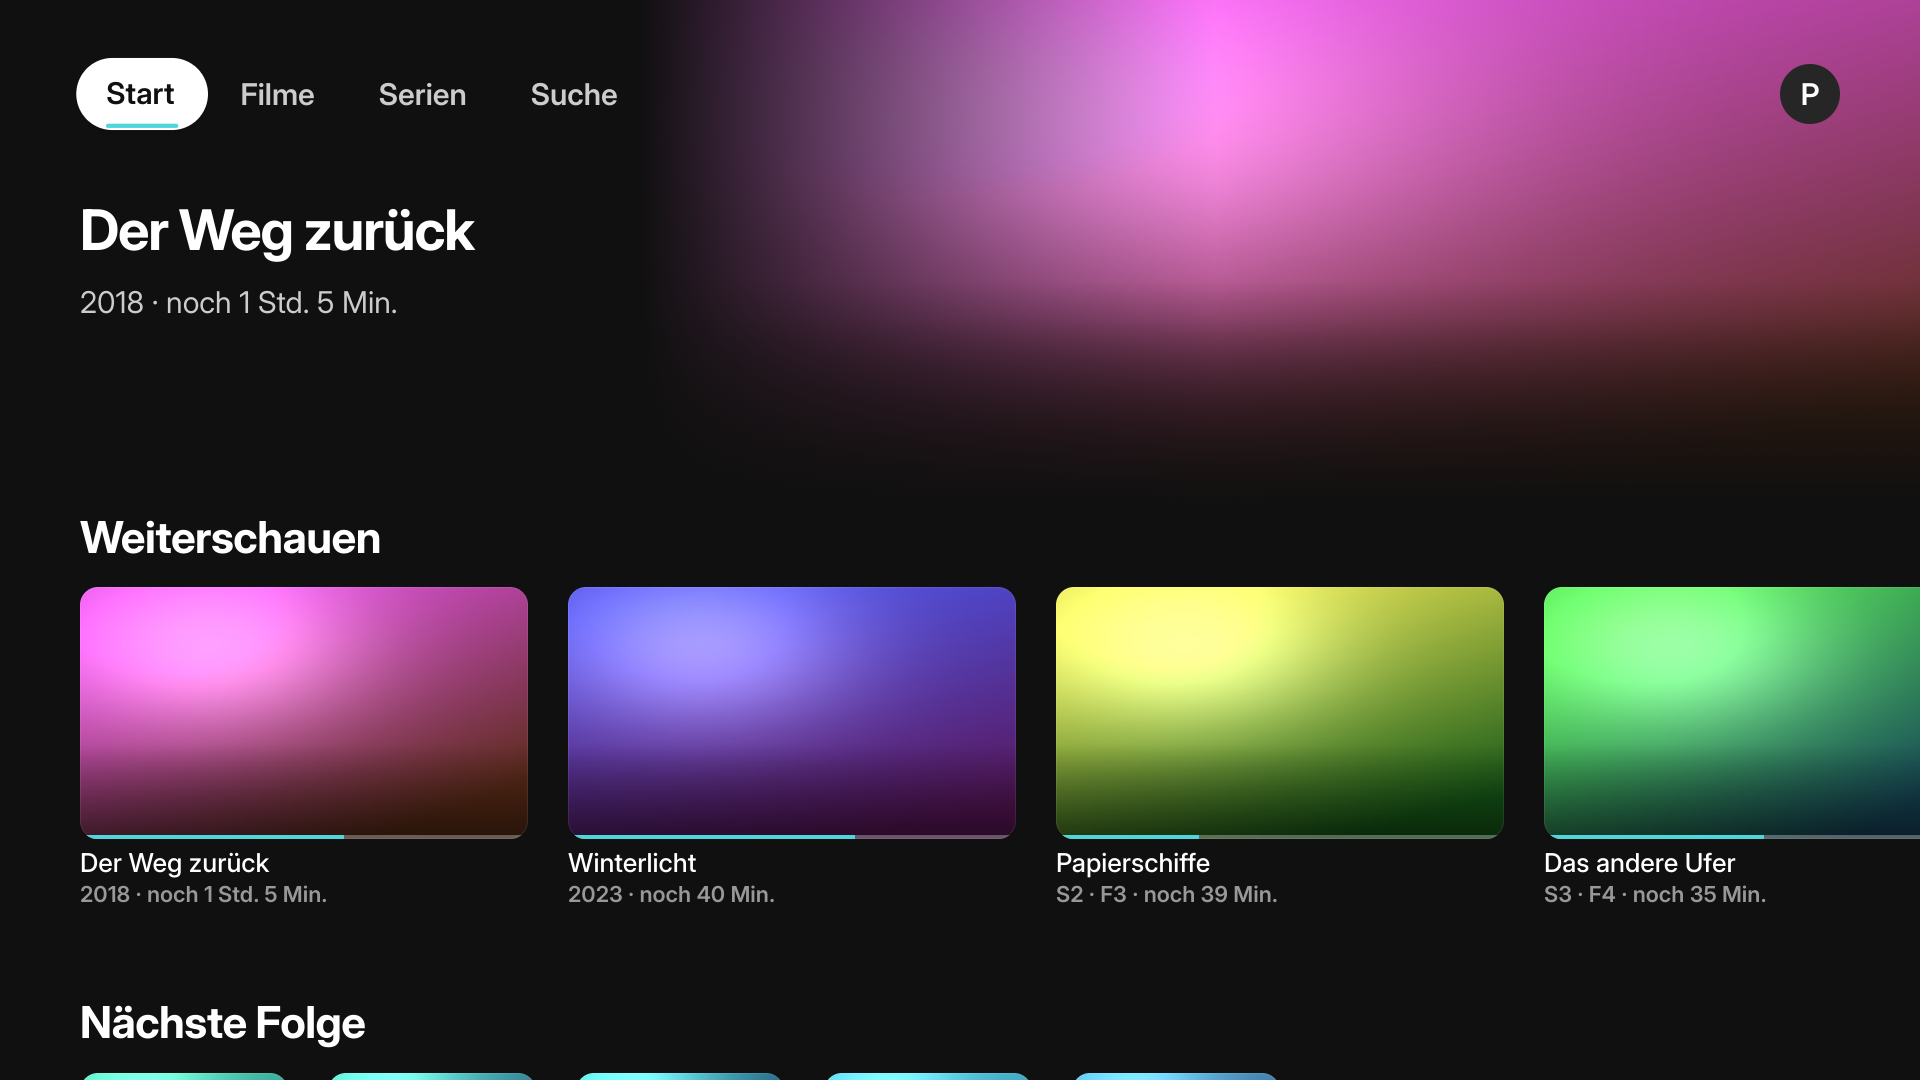 Start
Filme
Serien
Suche
P
Der Weg zurück
2018 · noch 1 Std. 5 Min.
Weiterschauen
Der Weg zurück
2018 · noch 1 Std. 5 Min.
Winterlicht
2023 · noch 40 Min.
Papierschiffe
S2 · F3 · noch 39 Min.
Das andere Ufer
S3 · F4 · noch 35 Min.
Nächste Folge